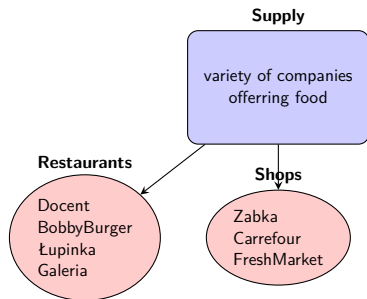 Supply
variety of companies
offerring food
Restaurants
Docent
BobbyBurger
Łupinka
Galeria
Shops
Zabka
Carrefour
FreshMarket